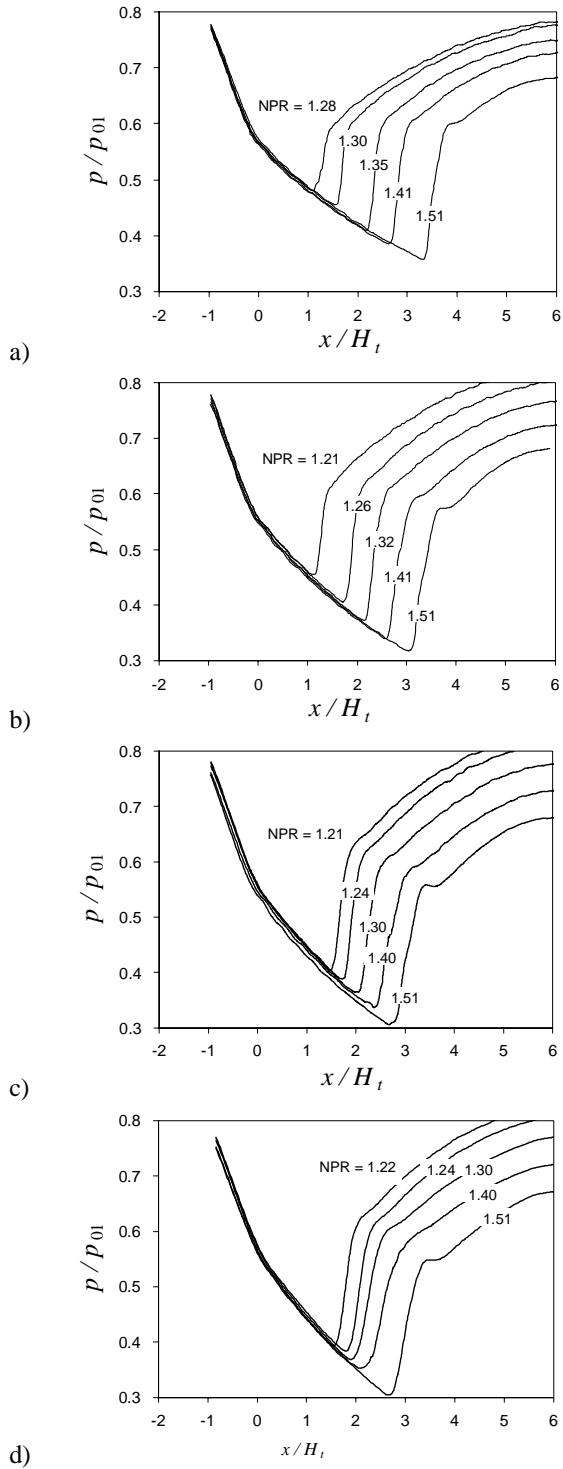 0.8
0.7
0.6
0.5
0.4
0.3
p / p01
NPR = 1.28
1.30
1.35
1.41
1.51
-2 -1 0 1 2 3 4 5 6
x / Ht
a)
0.8
0.7
0.6
0.5
0.4
0.3
p / p01
NPR = 1.21
1.26
1.32
1.41
1.51
-2 -1 0 1 2 3 4 5 6
x / Ht
b)
0.8
0.7
0.6
0.5
0.4
0.3
p / p01
NPR = 1.21
1.24
1.30
1.40
1.51
-2 -1 0 1 2 3 4 5 6
x / Ht
c)
0.8
0.7
0.6
0.5
0.4
0.3
p / p01
NPR = 1.22
1.24 1.30
1.40
1.51
-2 -1 0 1 2 3 4 5 6
x / Ht
d)